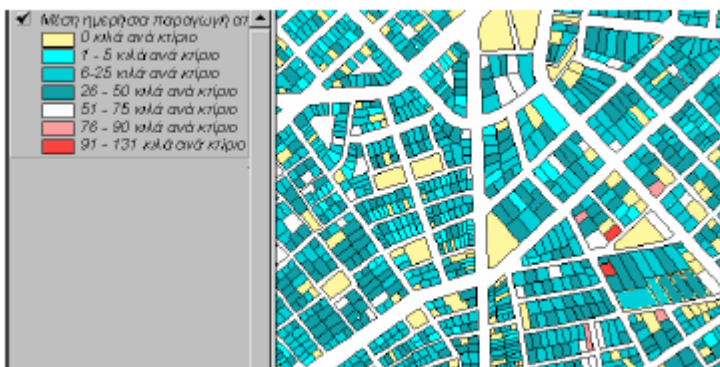 Μέση ημερήσια παραγωγή απ
0 κιλά ανά κτίριο
1 - 5 κιλά ανά κτίριο
6-25 κιλά ανά κτίριο
26 - 50 κιλά ανά κτίριο
51 - 75 κιλά ανά κτίριο
76 - 90 κιλά ανά κτίριο
91 - 131 κιλά ανά κτίριο